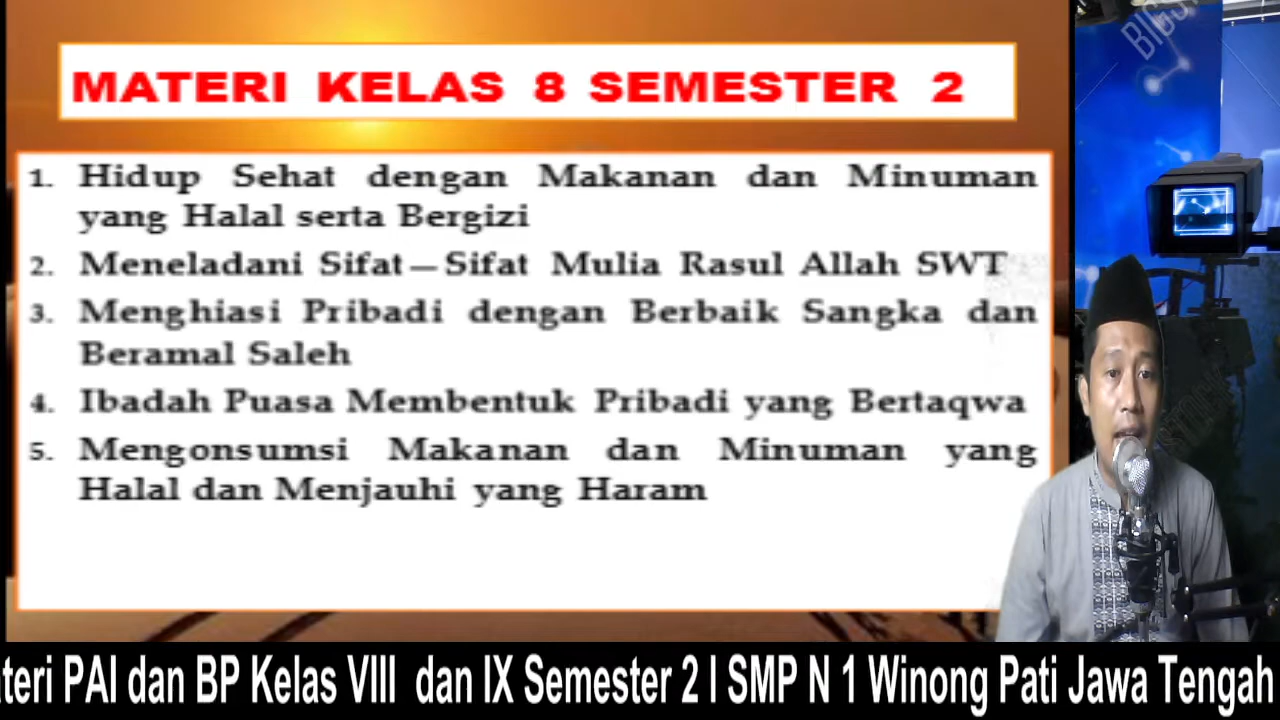 MATERI KELAS 8 SEMESTER 2
1. Hidup Sehat dengan Makanan dan Minuman
yang Halal serta Bergizi
2. Meneladani Sifat–Sifat Mulia Rasul Allah SWT
3. Menghiasi Pribadi dengan Berbaik Sangka dan
Beramal Saleh
4. Ibadah Puasa Membentuk Pribadi yang Bertaqwa
5. Mengonsumsi Makanan dan Minuman yang
Halal dan Menjauhi yang Haram
PAI dan BP Kelas VIII dan IX Semester 2 I SMP N 1 Winong Pati Jawa Tengah